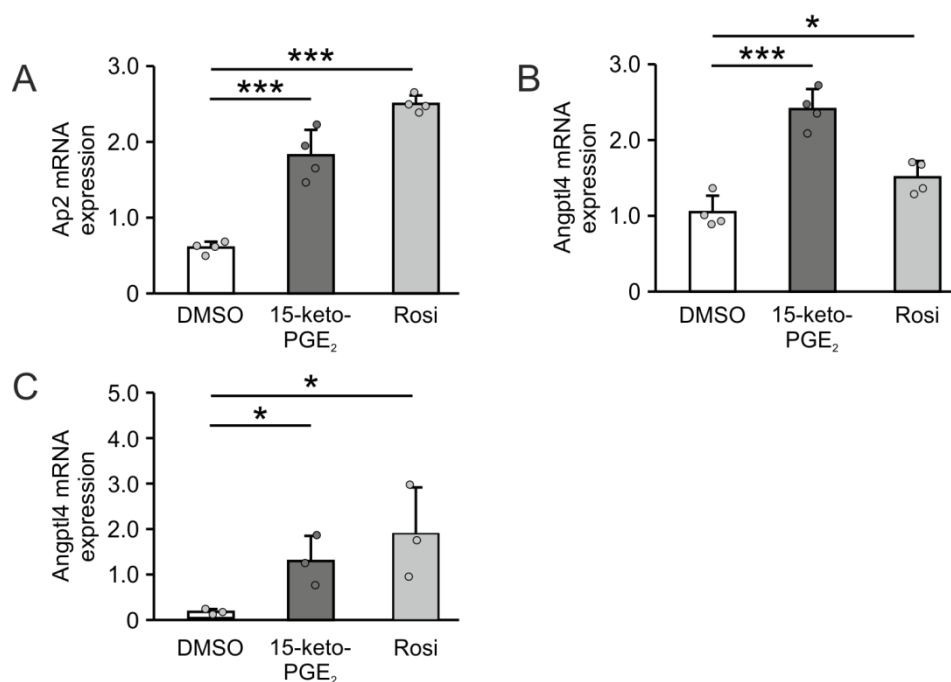 A
***
***
3.0
2.0
1.0
0
Ap2 mRNA
expression
DMSO
15-keto-
PGE₂
Rosi
B
*
***
3.0
2.0
1.0
0
Angptl4 mRNA
expression
DMSO
15-keto-
PGE₂
Rosi
C
*
*
5.0
4.0
3.0
2.0
1.0
0
Angptl4 mRNA
expression
DMSO
15-keto-
PGE₂
Rosi